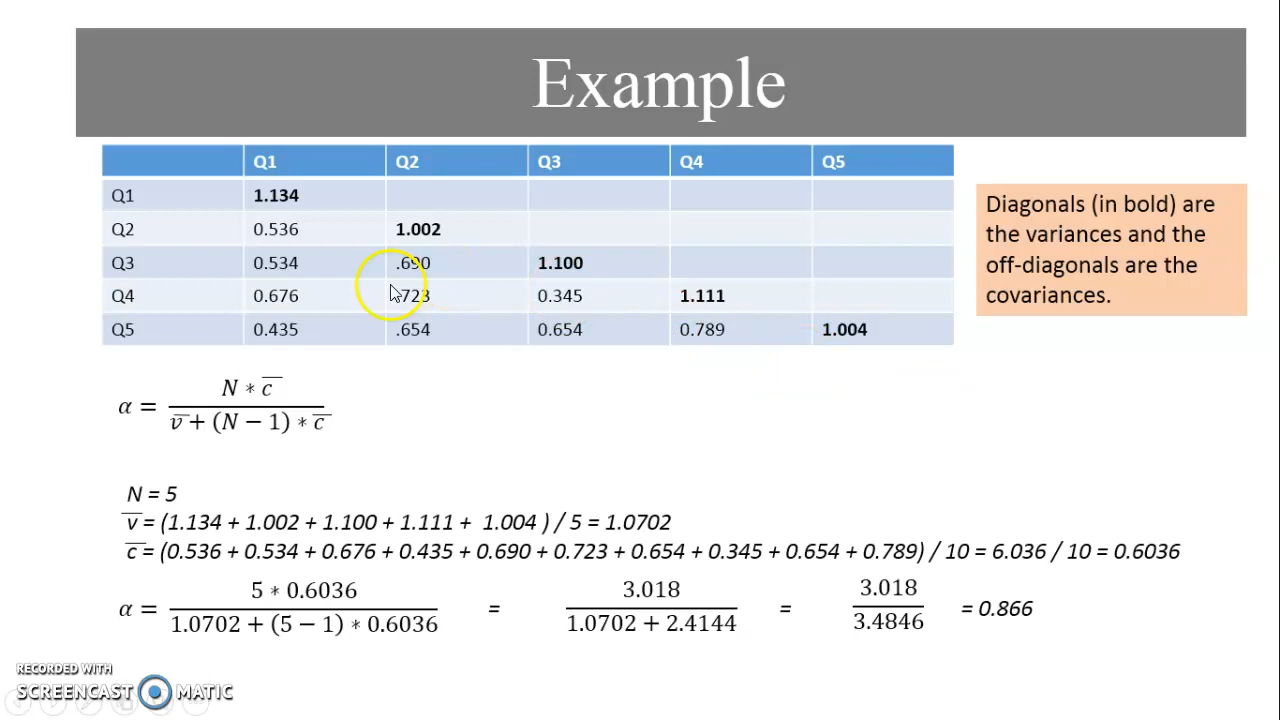 Example
Q1 Q2 Q3 Q4 Q5
Q1 1.134
Q2 0.536 1.002
Q3 0.534 .690 1.100
Q4 0.676 .723 0.345 1.111
Q5 0.435 .654 0.654 0.789 1.004
Diagonals (in bold) are
the variances and the
off-diagonals are the
covariances.
α = N ∗ c̅ / v̅ + (N − 1) ∗ c̅
N = 5
v̅ = (1.134 + 1.002 + 1.100 + 1.111 + 1.004 ) / 5 = 1.0702
c̅ = (0.536 + 0.534 + 0.676 + 0.435 + 0.690 + 0.723 + 0.654 + 0.345 + 0.654 + 0.789) / 10 = 6.036 / 10 = 0.6036
α = 5 ∗ 0.6036 / 1.0702 + (5 − 1) ∗ 0.6036 = 3.018 / 1.0702 + 2.4144 = 3.018 / 3.4846 = 0.866
RECORDED WITH
SCREENCAST MATIC